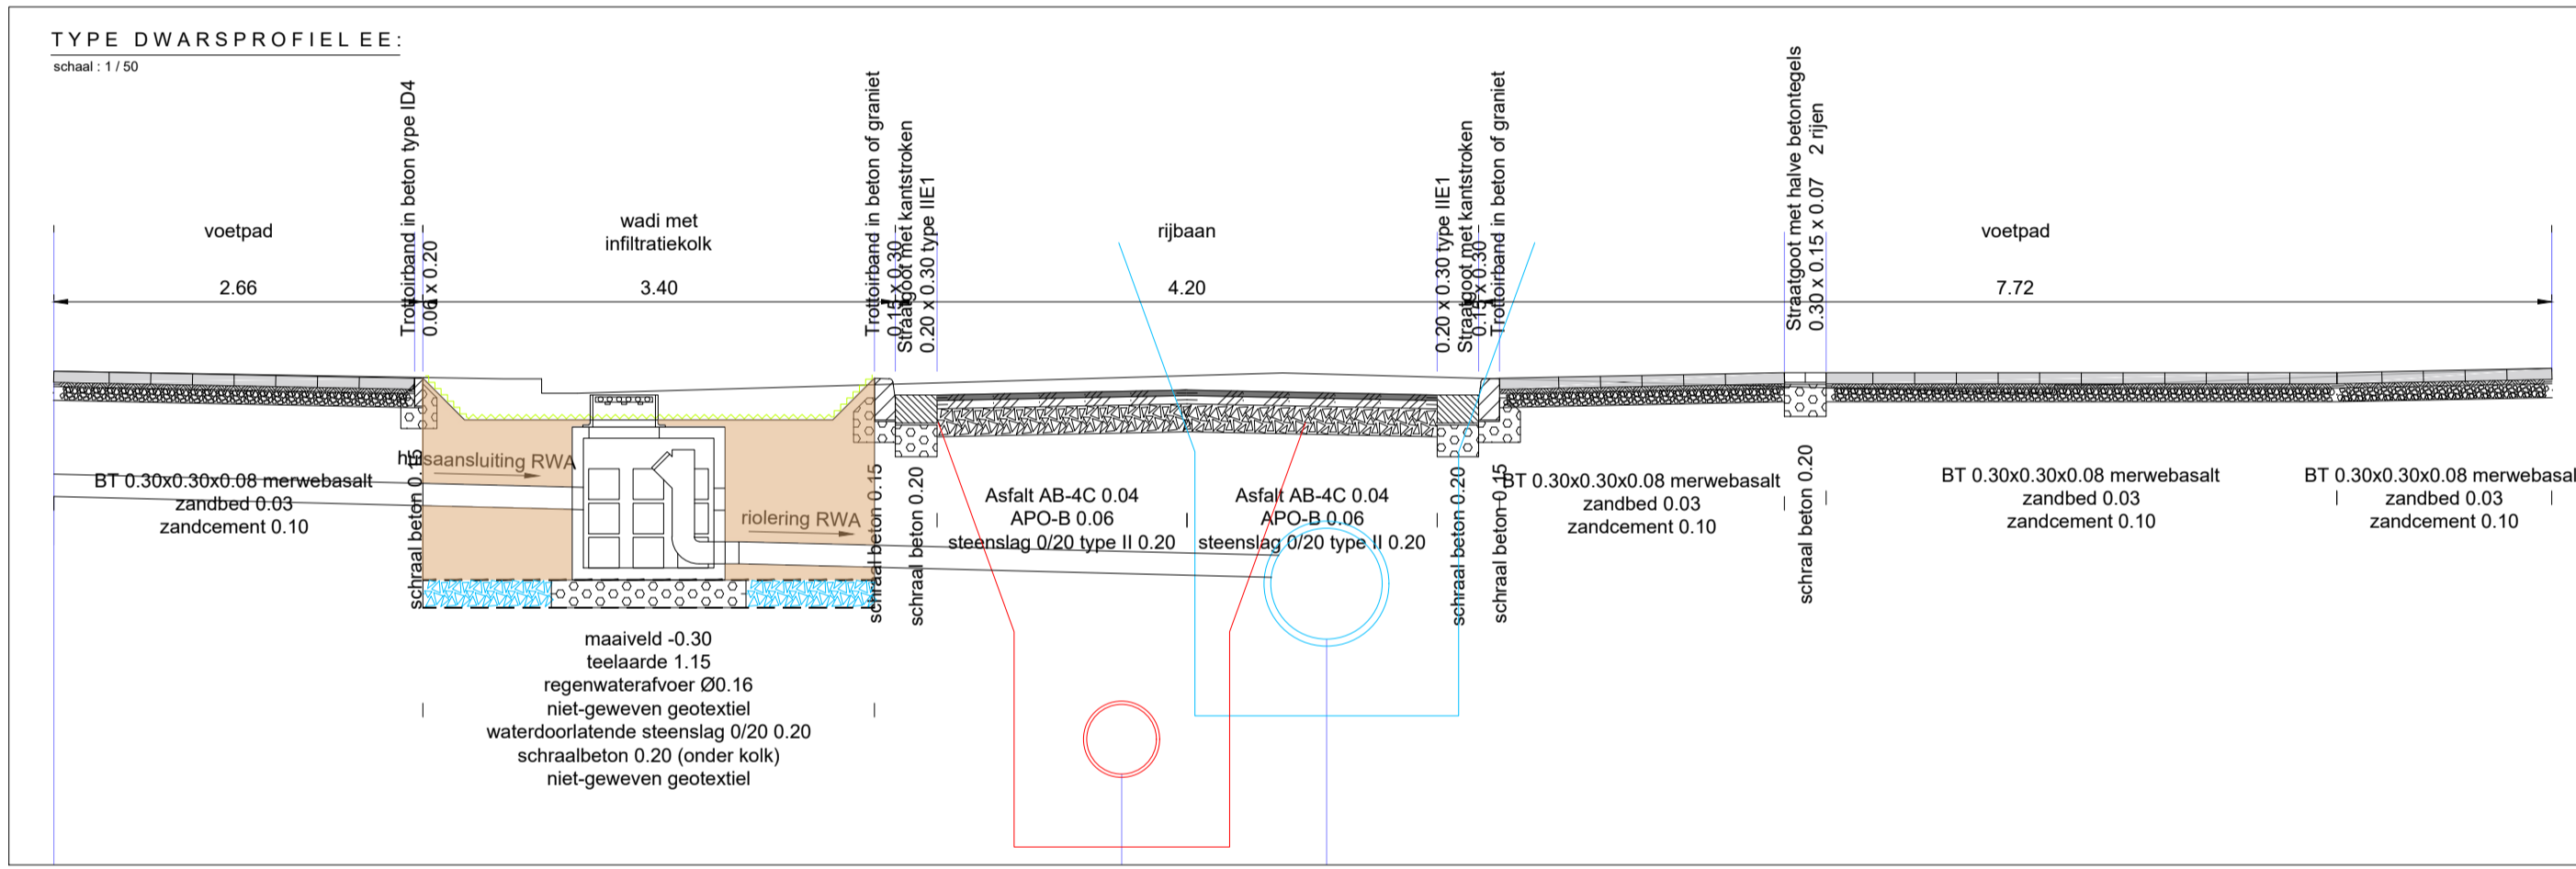 TYPE DWARSPROFIEL EE:
schaal : 1 / 50
voetpad
2.66
Trottoirband in beton type ID4
0.06 x 0.20
wadi met
infiltratiekolk
3.40
Trottoirband in beton of graniet
0.15 x 0.30
Straatgoot met kantstroken
0.20 x 0.30 type IIE1
rijbaan
4.20
0.20 x 0.30 type IIE1
Straatgoot met kantstroken
0.15 x 0.30
Trottoirband in beton of graniet
Straatgoot met halve betontegels
0.30 x 0.15 x 0.07 2 rijen
voetpad
7.72
BT 0.30x0.30x0.08 merwebasalt
zandbed 0.03
zandcement 0.10
huisaansluiting RWA
schraal beton 0.15
riolering RWA
schraal beton 0.15
schraal beton 0.20
Asfalt AB-4C 0.04
APO-B 0.06
steenslag 0/20 type II 0.20
Asfalt AB-4C 0.04
APO-B 0.06
steenslag 0/20 type II 0.20
schraal beton 0.20
schraal beton 0.15
BT 0.30x0.30x0.08 merwebasalt
zandbed 0.03
zandcement 0.10
schraal beton 0.20
BT 0.30x0.30x0.08 merwebasalt
zandbed 0.03
zandcement 0.10
BT 0.30x0.30x0.08 merwebasalt
zandbed 0.03
zandcement 0.10
maaiveld -0.30
teelaarde 1.15
regenwaterafvoer Ø0.16
niet-geweven geotextiel
waterdoorlatende steenslag 0/20 0.20
schraalbeton 0.20 (onder kolk)
niet-geweven geotextiel